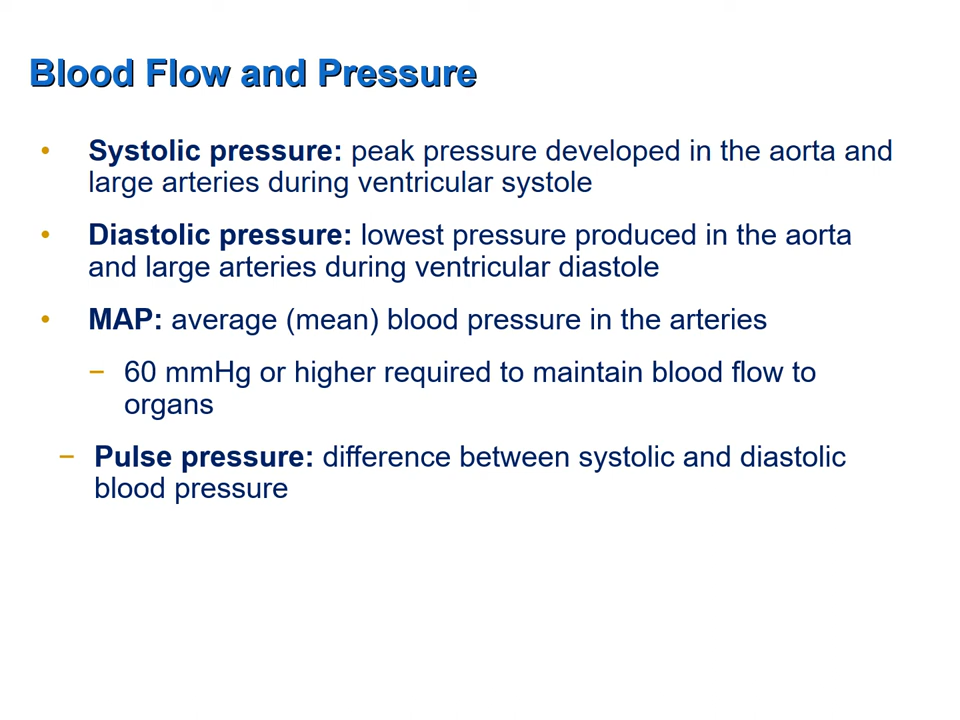 Blood Flow and Pressure
• Systolic pressure: peak pressure developed in the aorta and
large arteries during ventricular systole
• Diastolic pressure: lowest pressure produced in the aorta
and large arteries during ventricular diastole
• MAP: average (mean) blood pressure in the arteries
− 60 mmHg or higher required to maintain blood flow to
organs
− Pulse pressure: difference between systolic and diastolic
blood pressure